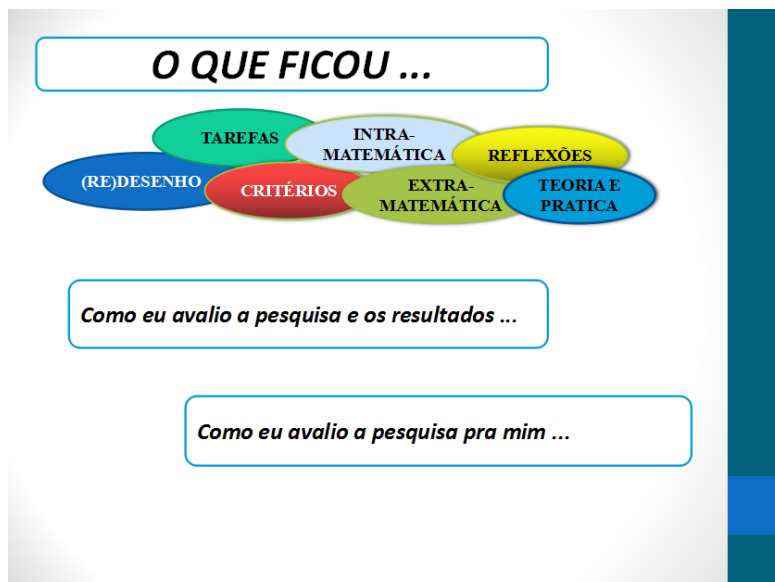 O QUE FICOU ...
TAREFAS
INTRA-
MATEMÁTICA
REFLEXÕES
(RE)DESENHO
CRITÉRIOS
EXTRA-
MATEMÁTICA
TEORIA E
PRATICA
Como eu avalio a pesquisa e os resultados ...
Como eu avalio a pesquisa pra mim ...